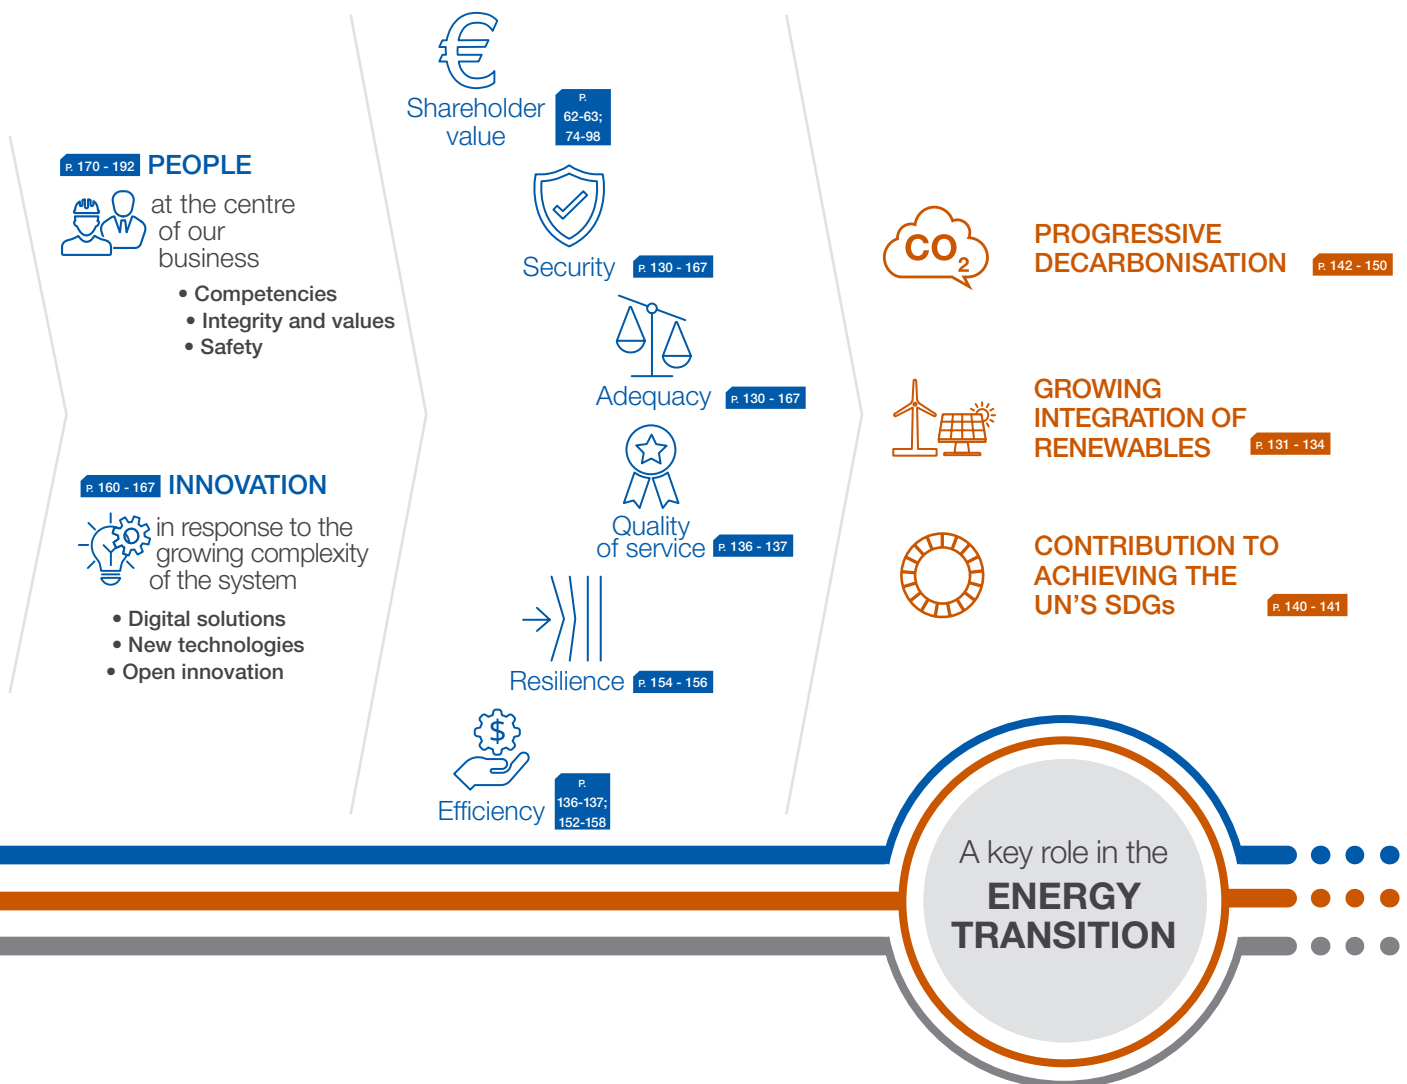 P. 170 - 192 PEOPLE
at the centre
of our
business
• Competencies
• Integrity and values
• Safety
P. 160 - 167 INNOVATION
in response to the
growing complexity
of the system
• Digital solutions
• New technologies
• Open innovation
€
Shareholder
value
P.
62-63;
74-98
Security P. 130 - 167
Adequacy P. 130 - 167
Quality
of service P. 136 - 137
Resilience P. 154 - 156
$
Efficiency
P.
136-137;
152-158
CO2
PROGRESSIVE
DECARBONISATION P. 142 - 150
GROWING
INTEGRATION OF
RENEWABLES P. 131 - 134
CONTRIBUTION TO
ACHIEVING THE
UN'S SDGs P. 140 - 141
A key role in the
ENERGY
TRANSITION